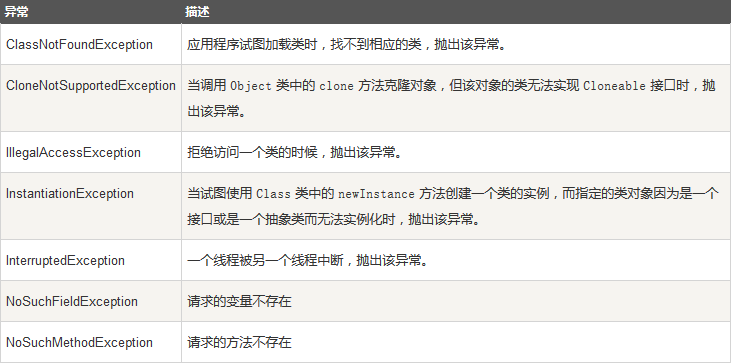 异常 描述
ClassNotFoundException 应用程序试图加载类时，找不到相应的类，抛出该异常。
CloneNotSupportedException 当调用 Object 类中的 clone 方法克隆对象，但该对象的类无法实现 Cloneable 接口时，抛
出该异常。
IllegalAccessException 拒绝访问一个类的时候，抛出该异常。
InstantiationException 当试图使用 Class 类中的 newInstance 方法创建一个类的实例，而指定的类对象因为是一个
接口或是一个抽象类而无法实例化时，抛出该异常。
InterruptedException 一个线程被另一个线程中断，抛出该异常。
NoSuchFieldException 请求的变量不存在
NoSuchMethodException 请求的方法不存在